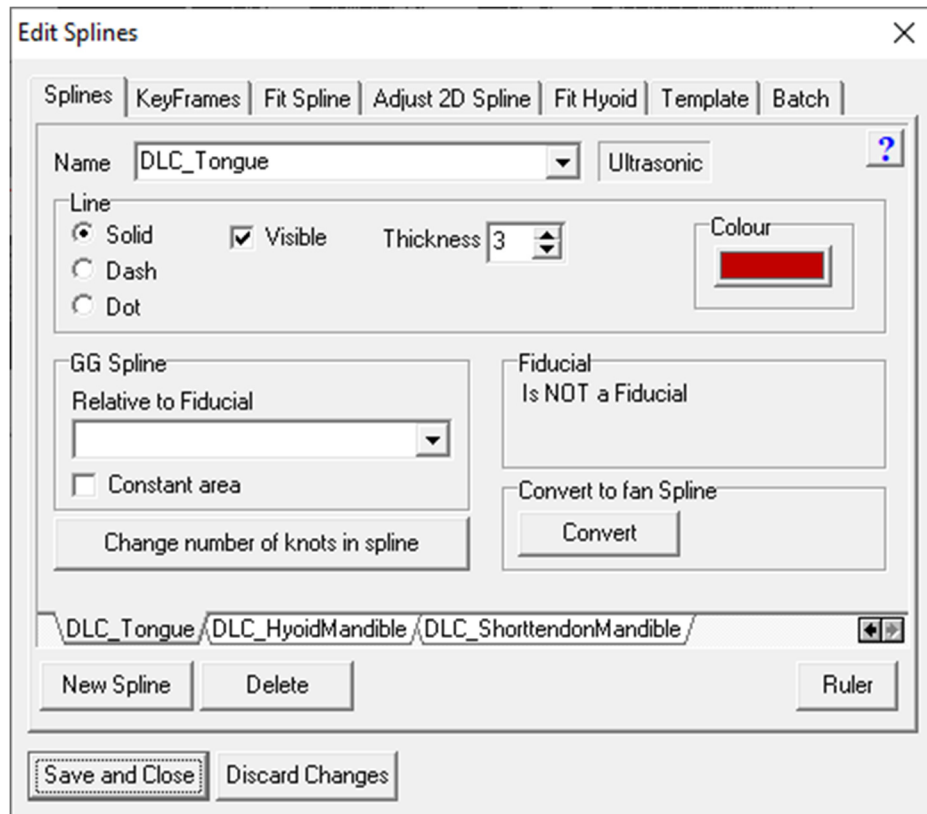 Edit Splines
Splines KeyFrames Fit Spline Adjust 2D Spline Fit Hyoid Template Batch
Name DLC_Tongue Ultrasonic ?
Line
Solid Visible Thickness 3 Colour
Dash
Dot
GG Spline Fiducial
Relative to Fiducial Is NOT a Fiducial
Constant area Convert to fan Spline
Change number of knots in spline Convert
DLC_Tongue DLC_HyoidMandible DLC_ShorttendonMandible
New Spline Delete Ruler
Save and Close Discard Changes